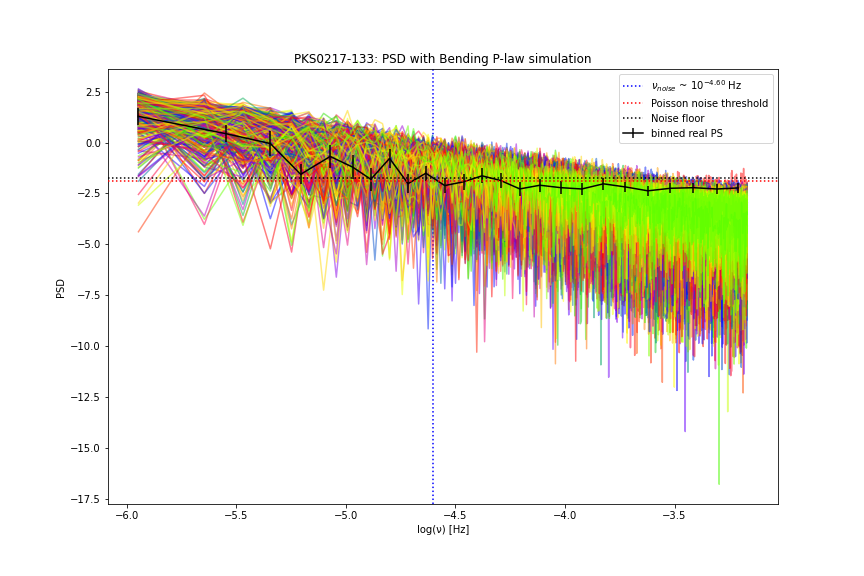 PKS0217-133: PSD with Bending P-law simulation
ν_noise ~ 10^−4.60 Hz
Poisson noise threshold
Noise floor
binned real PS
PSD
2.5
0.0
−2.5
−5.0
−7.5
−10.0
−12.5
−15.0
−17.5
−6.0 −5.5 −5.0 −4.5 −4.0 −3.5
log(ν) [Hz]